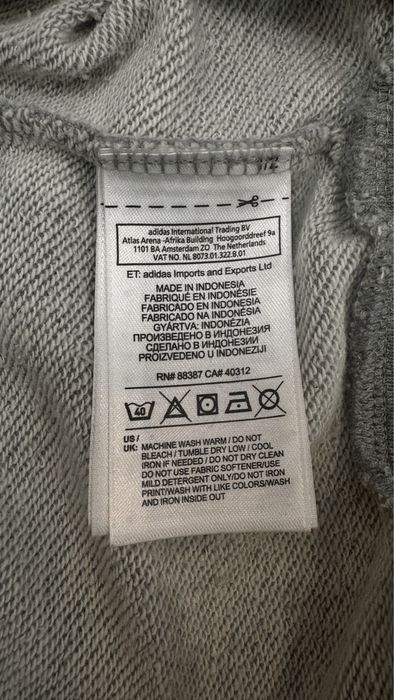 adidas International Trading BV
Atlas Arena -Afrika Building Hoogoorddreef 9a
1101 BA Amsterdam ZO The Netherlands
VAT NO. NL 8073.01.322.B.01
ET: adidas Imports and Exports Ltd
MADE IN INDONESIA
FABRIQUÉ EN INDONÉSIE
FABRICADO EN INDONESIA
FABRICADO NA INDONÉSIA
GYÁRTVA: INDONÉZIA
ПРОИЗВЕДЕНО В ИНДОНЕЗИЯ
СДЕЛАНО В ИНДОНЕЗИИ
PROIZVEDENO U INDONEZIJI
RN# 88387 CA# 40312
40
US /
UK: MACHINE WASH WARM / DO NOT
BLEACH / TUMBLE DRY LOW / COOL
IRON IF NEEDED / DO NOT DRY CLEAN
DO NOT USE FABRIC SOFTENER/USE
MILD DETERGENT ONLY/DO NOT IRON
PRINT/WASH WITH LIKE COLORS/WASH
AND IRON INSIDE OUT